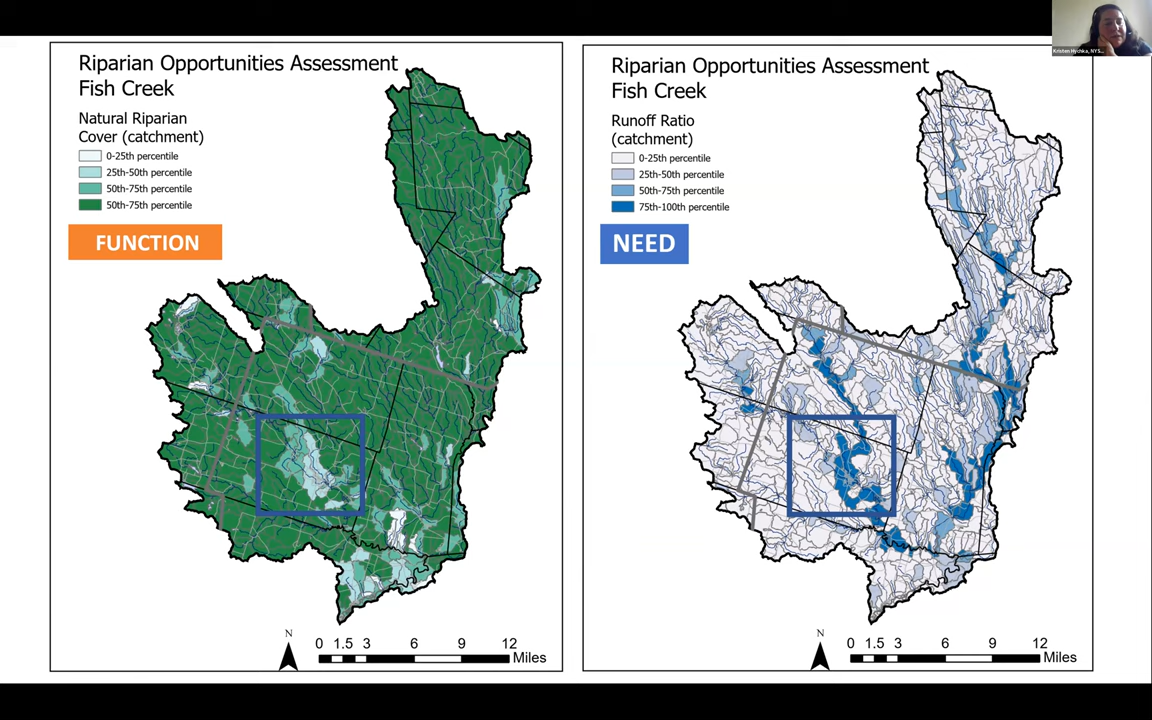 Riparian Opportunities Assessment
Fish Creek
Natural Riparian
Cover (catchment)
0-25th percentile
25th-50th percentile
50th-75th percentile
50th-75th percentile
FUNCTION
N
0 1.5 3 6 9 12
Miles
Riparian Opportunities Assessment
Fish Creek
Runoff Ratio
(catchment)
0-25th percentile
25th-50th percentile
50th-75th percentile
75th-100th percentile
NEED
N
0 1.5 3 6 9 12
Miles
Kristen Hychka, NYS...